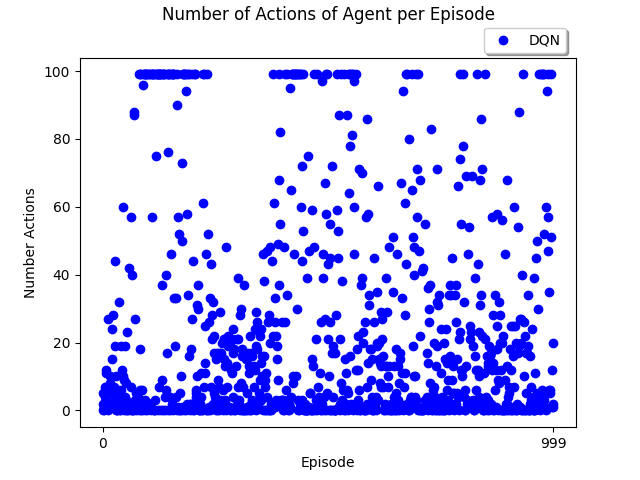 Number of Actions of Agent per Episode
DQN
100
80
60
40
20
0
Number Actions
0
999
Episode